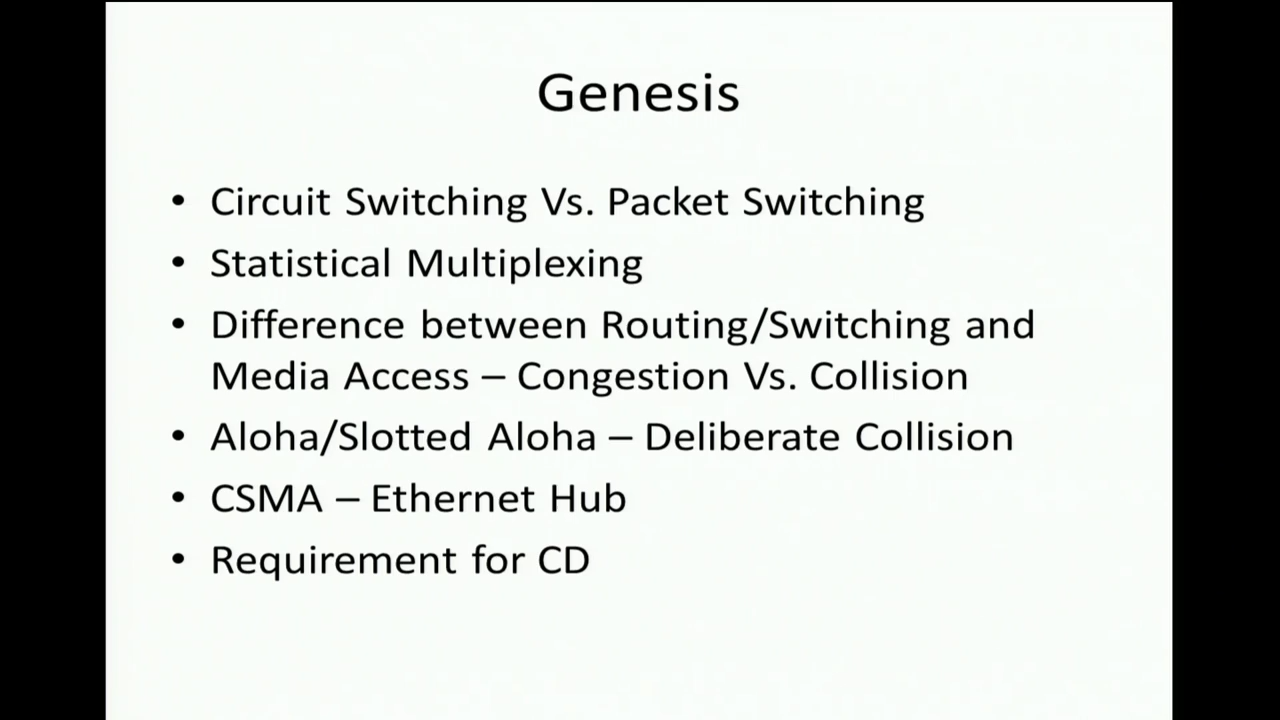 Genesis
• Circuit Switching Vs. Packet Switching
• Statistical Multiplexing
• Difference between Routing/Switching and
Media Access – Congestion Vs. Collision
• Aloha/Slotted Aloha – Deliberate Collision
• CSMA – Ethernet Hub
• Requirement for CD